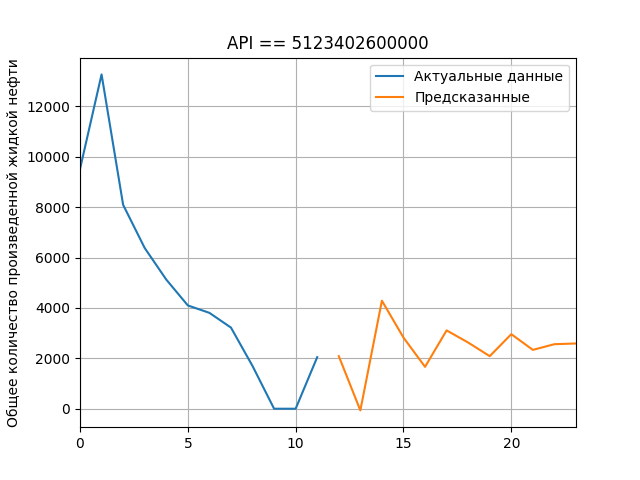 API == 5123402600000
Актуальные данные
Предсказанные
Общее количество произведенной жидкой нефти
12000
10000
8000
6000
4000
2000
0
0 5 10 15 20